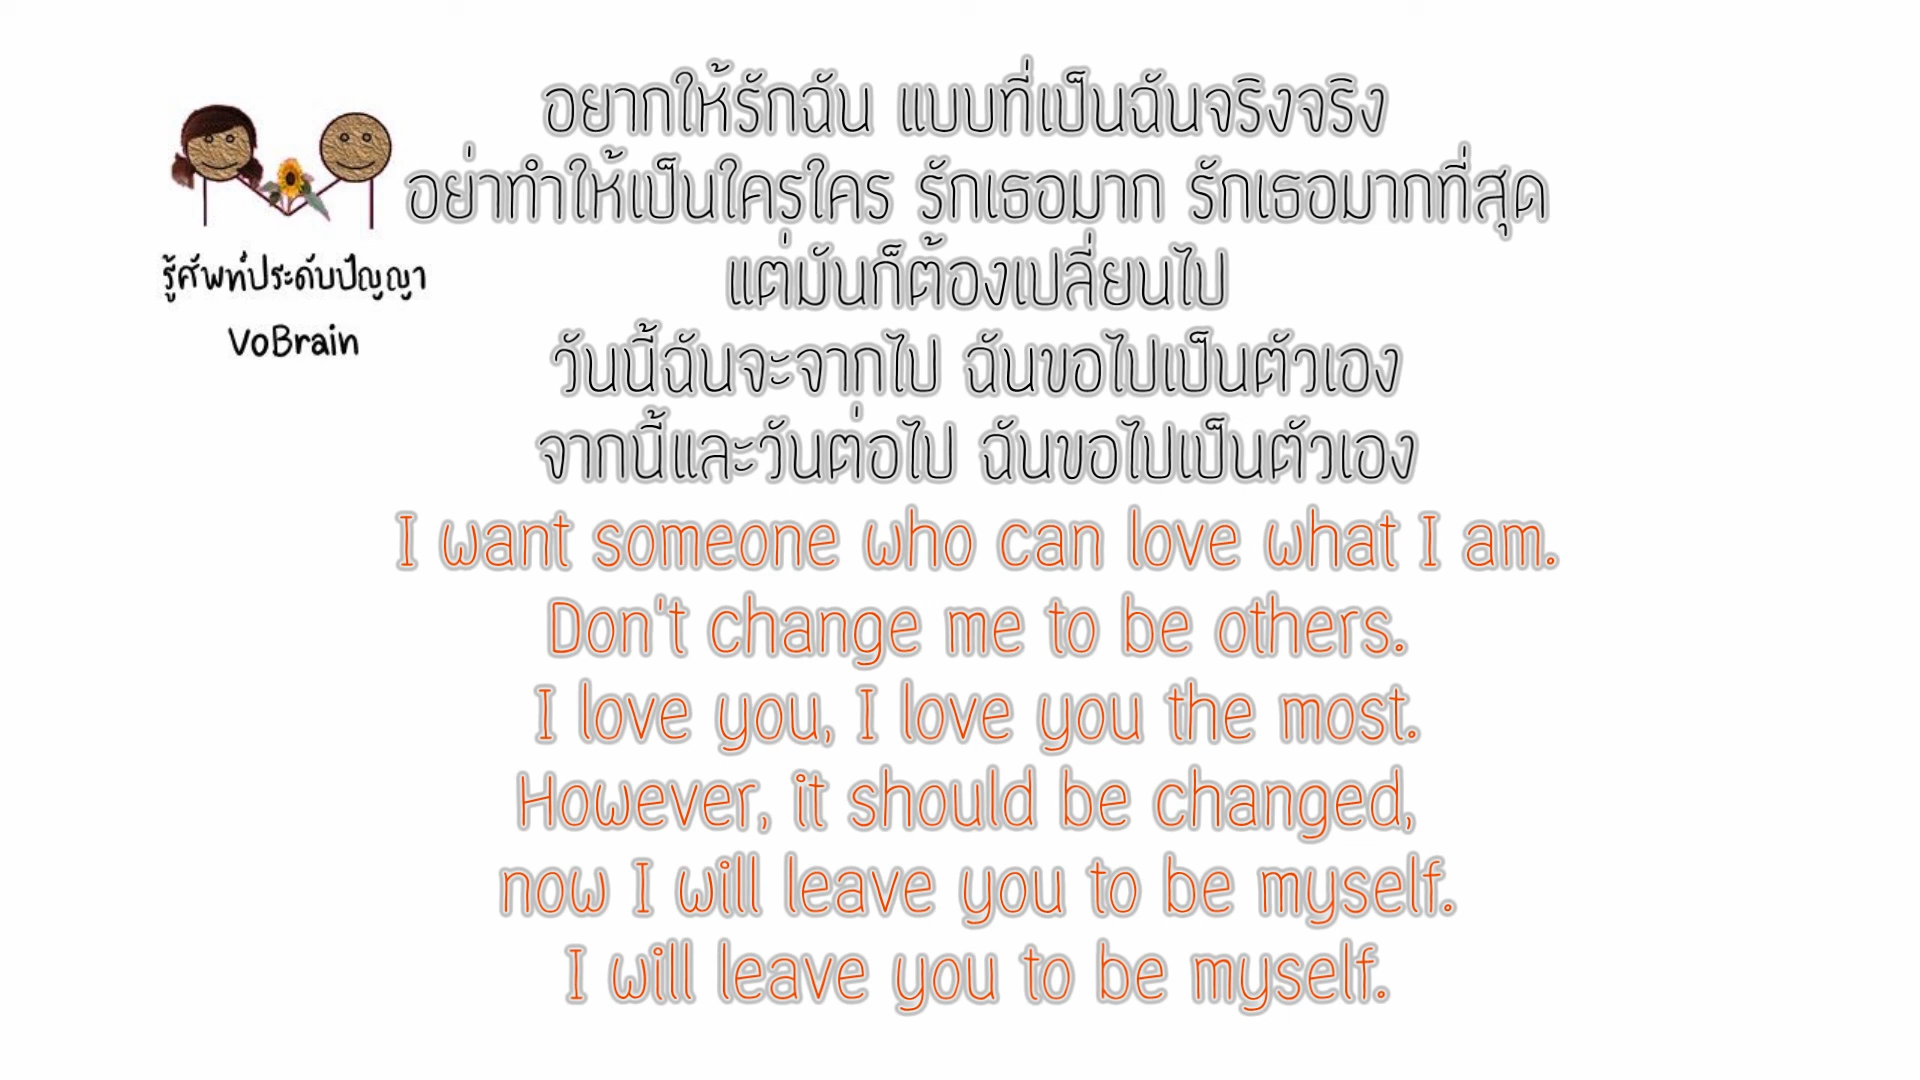 อยากให้รักฉัน แบบที่เป็นฉันจริงจริง
อย่าทำให้เป็นใครใคร รักเธอมาก รักเธอมากที่สุด
แต่มันก็ต้องเปลี่ยนไป
วันนี้ฉันจะจากไป ฉันขอไปเป็นตัวเอง
จากนี้และวันต่อไป ฉันขอไปเป็นตัวเอง
I want someone who can love what I am.
Don't change me to be others.
I love you, I love you the most.
However, it should be changed,
now I will leave you to be myself.
I will leave you to be myself.
รู้ศัพท์ประดับปัญญา
VoBrain